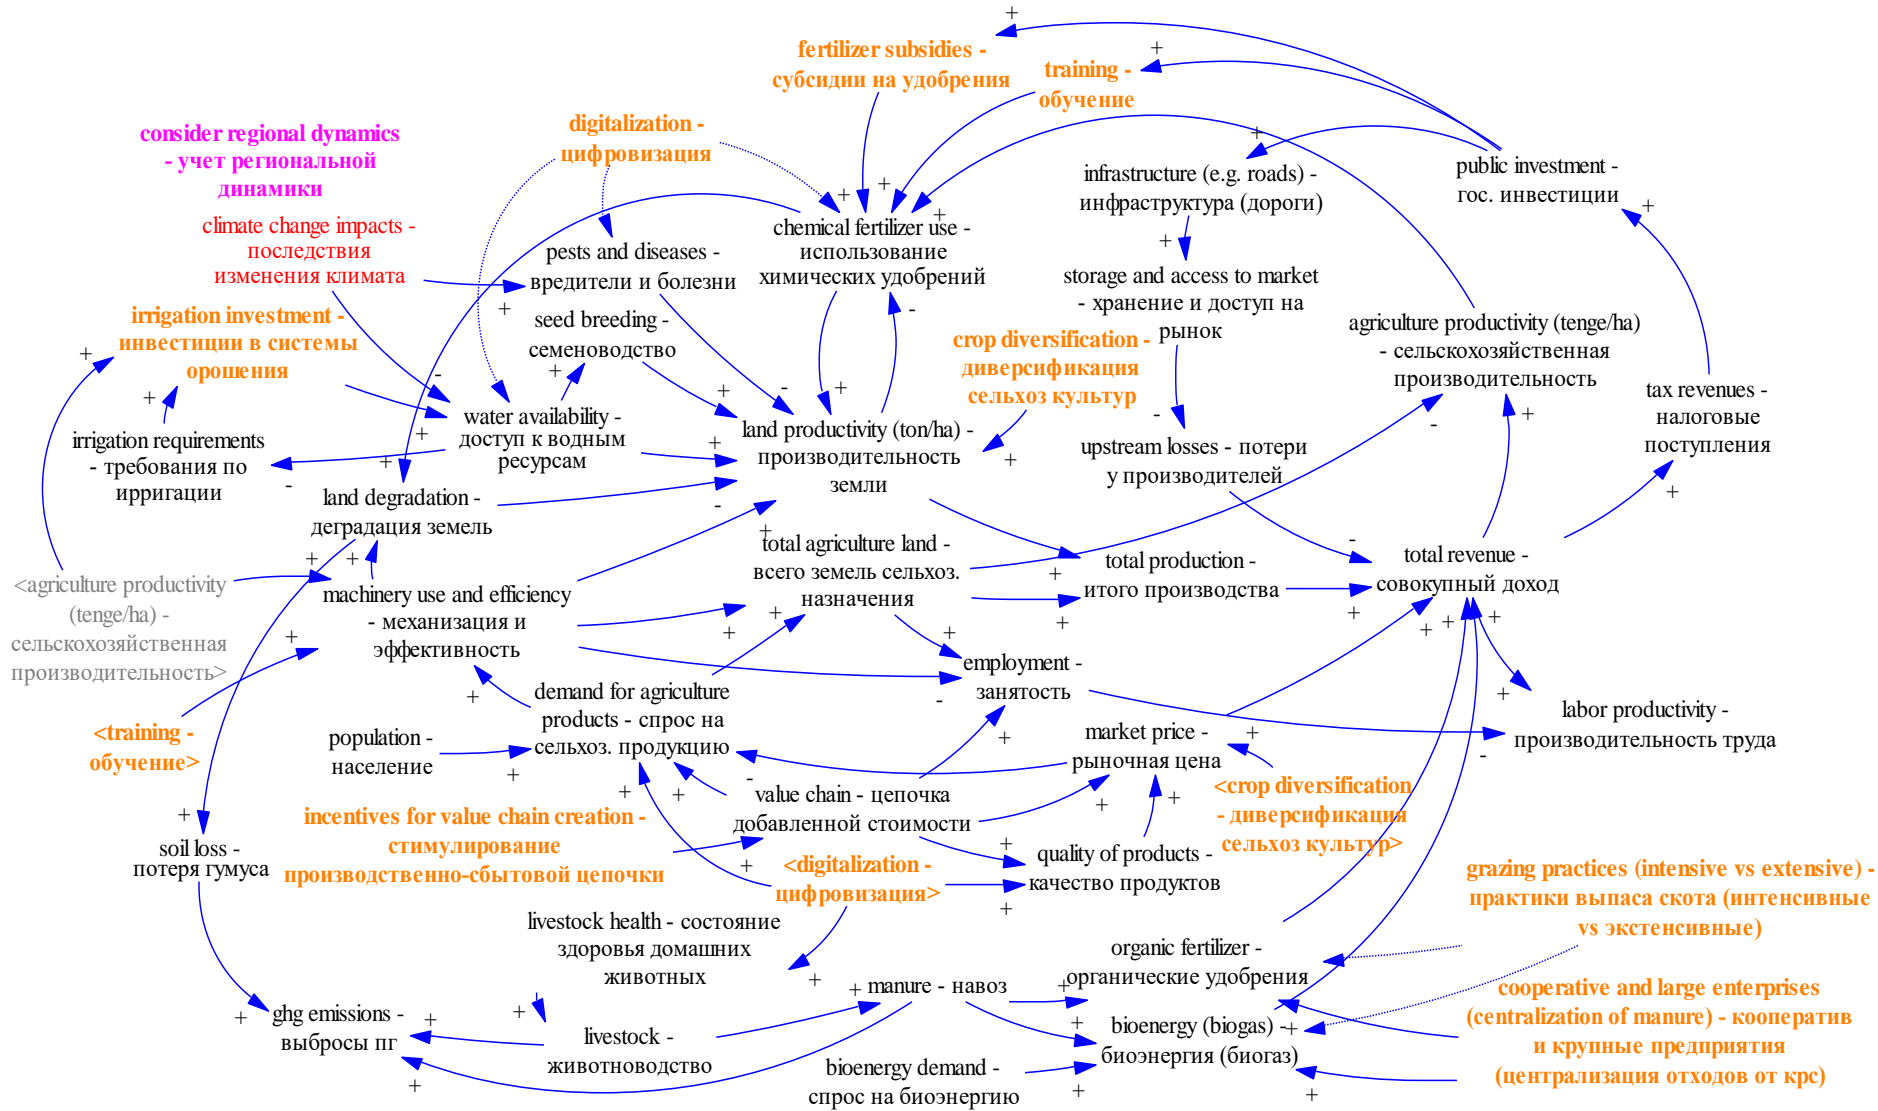 fertilizer subsidies -
субсидии на удобрения
training -
обучение
digitalization -
цифровизация
consider regional dynamics
- учет региональной
динамики
public investment -
гос. инвестиции
infrastructure (e.g. roads) -
инфраструктура (дороги)
climate change impacts -
последствия
изменения климата
chemical fertilizer use -
использование
химических удобрений
pests and diseases -
вредители и болезни
storage and access to market
- хранение и доступ на
рынок
irrigation investment -
инвестиции в системы
орошения
seed breeding -
семеноводство
agriculture productivity (tenge/ha)
- сельскохозяйственная
производительность
crop diversification -
диверсификация
сельхоз культур
tax revenues -
налоговые
поступления
irrigation requirements
- требования по
ирригации
water availability -
доступ к водным
ресурсам
land productivity (ton/ha) -
производительность
земли
upstream losses - потери
у производителей
land degradation -
деградация земель
total agriculture land -
всего земель сельхоз.
назначения
total production -
итого производства
total revenue -
совокупный доход
<agriculture productivity
(tenge/ha) -
сельскохозяйственная
производительность>
machinery use and efficiency
- механизация и
эффективность
employment -
занятость
demand for agriculture
products - спрос на
сельхоз. продукцию
labor productivity -
производительность труда
<training -
обучение>
population -
население
market price -
рыночная цена
value chain - цепочка
добавленной стоимости
<crop diversification
- диверсификация
сельхоз культур>
incentives for value chain creation -
стимулирование
производственно-сбытовой цепочки
soil loss -
потеря гумуса
<digitalization -
цифровизация>
quality of products -
качество продуктов
grazing practices (intensive vs extensive) -
практики выпаса скота (интенсивные
vs экстенсивные)
livestock health - состояние
здоровья домашних
животных
organic fertilizer -
органические удобрения
manure - навоз
cooperative and large enterprises
(centralization of manure) - кооператив
и крупные предприятия
(централизация отходов от крс)
ghg emissions -
выбросы пг
livestock -
животноводство
bioenergy (biogas) -
биоэнергия (биогаз)
bioenergy demand -
спрос на биоэнергию